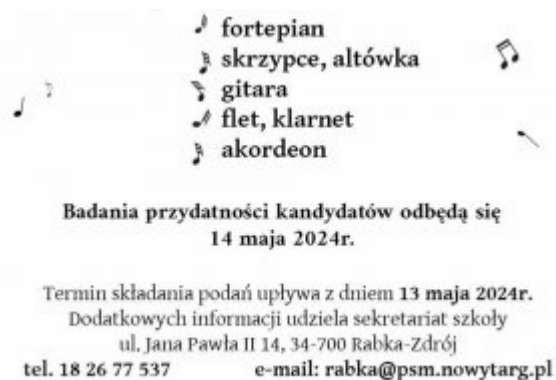 fortepian
skrzypce, altówka
gitara
flet, klarnet
akordeon
Badania przydatności kandydatów odbędą się
14 maja 2024r.
Termin składania podań upływa z dniem 13 maja 2024r.
Dodatkowych informacji udziela sekretariat szkoły
ul. Jana Pawła II 14, 34-700 Rabka-Zdrój
tel. 18 26 77 537 e-mail: rabka@psm.nowytarg.pl